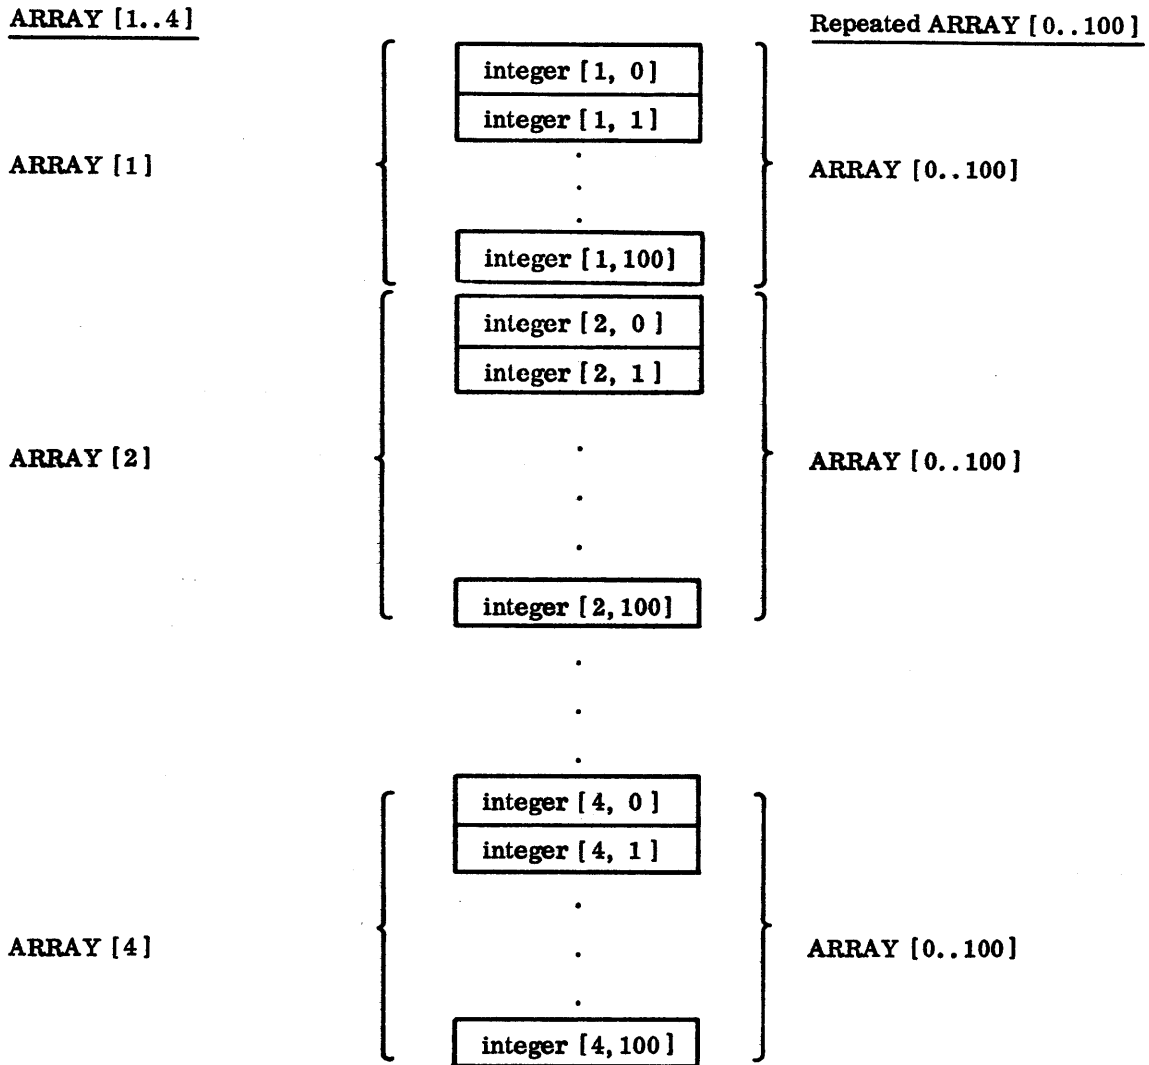 ARRAY [1..4]
Repeated ARRAY [0..100]
integer [1, 0]
integer [1, 1]
ARRAY [1]
ARRAY [0..100]
integer [1,100]
integer [2, 0]
integer [2, 1]
ARRAY [2]
ARRAY [0..100]
integer [2,100]
integer [4, 0]
integer [4, 1]
ARRAY [4]
ARRAY [0..100]
integer [4,100]